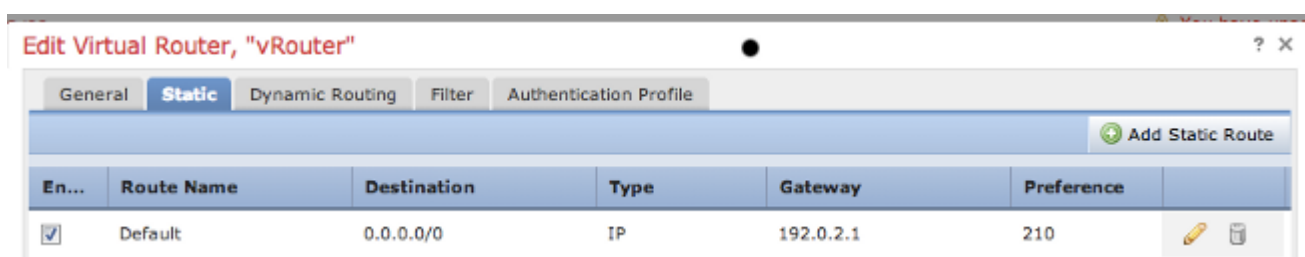 Edit Virtual Router, "vRouter" ? ×
General Static Dynamic Routing Filter Authentication Profile
Add Static Route
En... Route Name Destination Type Gateway Preference
Default 0.0.0.0/0 IP 192.0.2.1 210